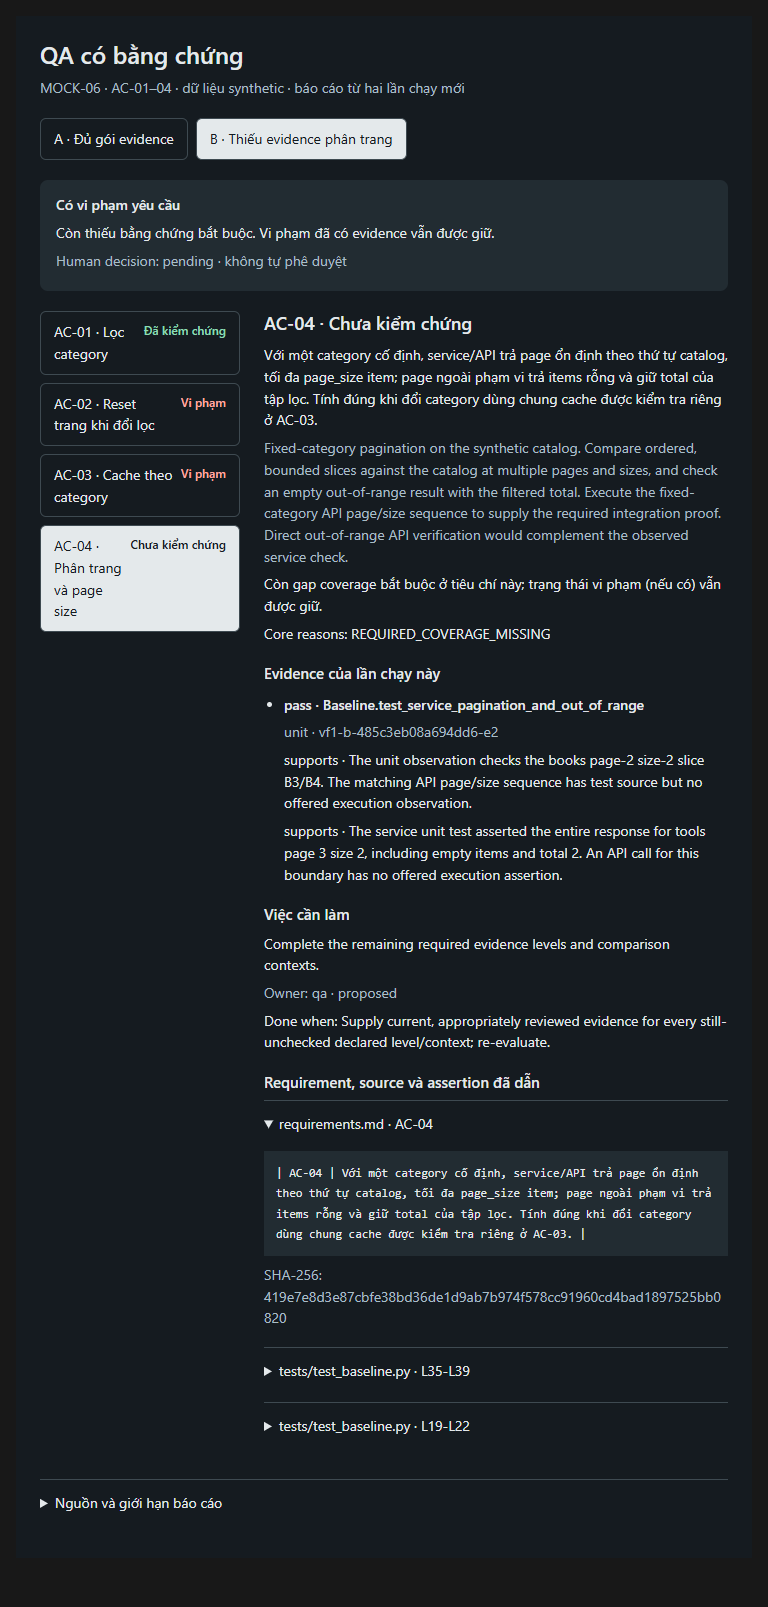 QA có bằng chứng
MOCK-06 · AC-01–04 · dữ liệu synthetic · báo cáo từ hai lần chạy mới
A · Đủ gói evidence
B · Thiếu evidence phân trang
Có vi phạm yêu cầu
Còn thiếu bằng chứng bắt buộc. Vi phạm đã có evidence vẫn được giữ.
Human decision: pending · không tự phê duyệt
AC-01 · Lọc category
Đã kiểm chứng
AC-02 · Reset trang khi đổi lọc
Vi phạm
AC-03 · Cache theo category
Vi phạm
AC-04 · Phân trang và page size
Chưa kiểm chứng
AC-04 · Chưa kiểm chứng
Với một category cố định, service/API trả page ổn định theo thứ tự catalog,
tối đa page_size item; page ngoài phạm vi trả items rỗng và giữ total của
tập lọc. Tính đúng khi đổi category dùng chung cache được kiểm tra riêng
ở AC-03.
Fixed-category pagination on the synthetic catalog. Compare ordered,
bounded slices against the catalog at multiple pages and sizes, and check
an empty out-of-range result with the filtered total. Execute the fixed-
category API page/size sequence to supply the required integration proof.
Direct out-of-range API verification would complement the observed
service check.
Còn gap coverage bắt buộc ở tiêu chí này; trạng thái vi phạm (nếu có) vẫn
được giữ.
Core reasons: REQUIRED_COVERAGE_MISSING
Evidence của lần chạy này
• pass · Baseline.test_service_pagination_and_out_of_range
unit · vf1-b-485c3eb08a694dd6-e2
supports · The unit observation checks the books page-2 size-2 slice
B3/B4. The matching API page/size sequence has test source but no
offered execution observation.
supports · The service unit test asserted the entire response for tools
page 3 size 2, including empty items and total 2. An API call for this
boundary has no offered execution assertion.
Việc cần làm
Complete the remaining required evidence levels and comparison
contexts.
Owner: qa · proposed
Done when: Supply current, appropriately reviewed evidence for every still-
unchecked declared level/context; re-evaluate.
Requirement, source và assertion đã dẫn
▼ requirements.md · AC-04
| AC-04 | Với một category cố định, service/API trả page ổn định
theo thứ tự catalog, tối đa page_size item; page ngoài phạm vi trả
items rỗng và giữ total của tập lọc. Tính đúng khi đổi category
dùng chung cache được kiểm tra riêng ở AC-03. |
SHA-256:
419e7e8d3e87cbfe38bd36de1d9ab7b974f578cc91960cd4bad1897525bb0
820
▶ tests/test_baseline.py · L35-L39
▶ tests/test_baseline.py · L19-L22
▶ Nguồn và giới hạn báo cáo